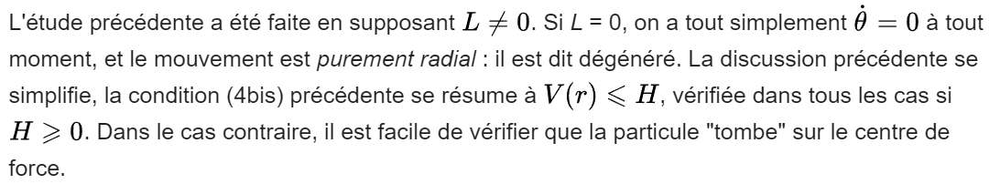 L'étude précédente a été faite en supposant $L \neq 0$. Si L = 0, on a tout simplement $\dot{\theta} = 0$ à tout
moment, et le mouvement est purement radial : il est dit dégénéré. La discussion précédente se
simplifie, la condition (4bis) précédente se résume à $V(r) \leqslant H$, vérifiée dans tous les cas si
$H \geqslant 0$. Dans le cas contraire, il est facile de vérifier que la particule "tombe" sur le centre de
force.